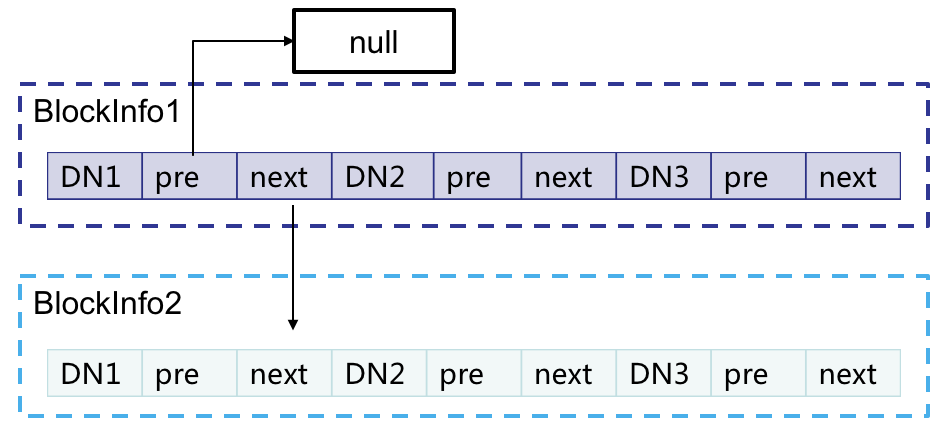 null
BlockInfo1
DN1 pre next DN2 pre next DN3 pre next
BlockInfo2
DN1 pre next DN2 pre next DN3 pre next